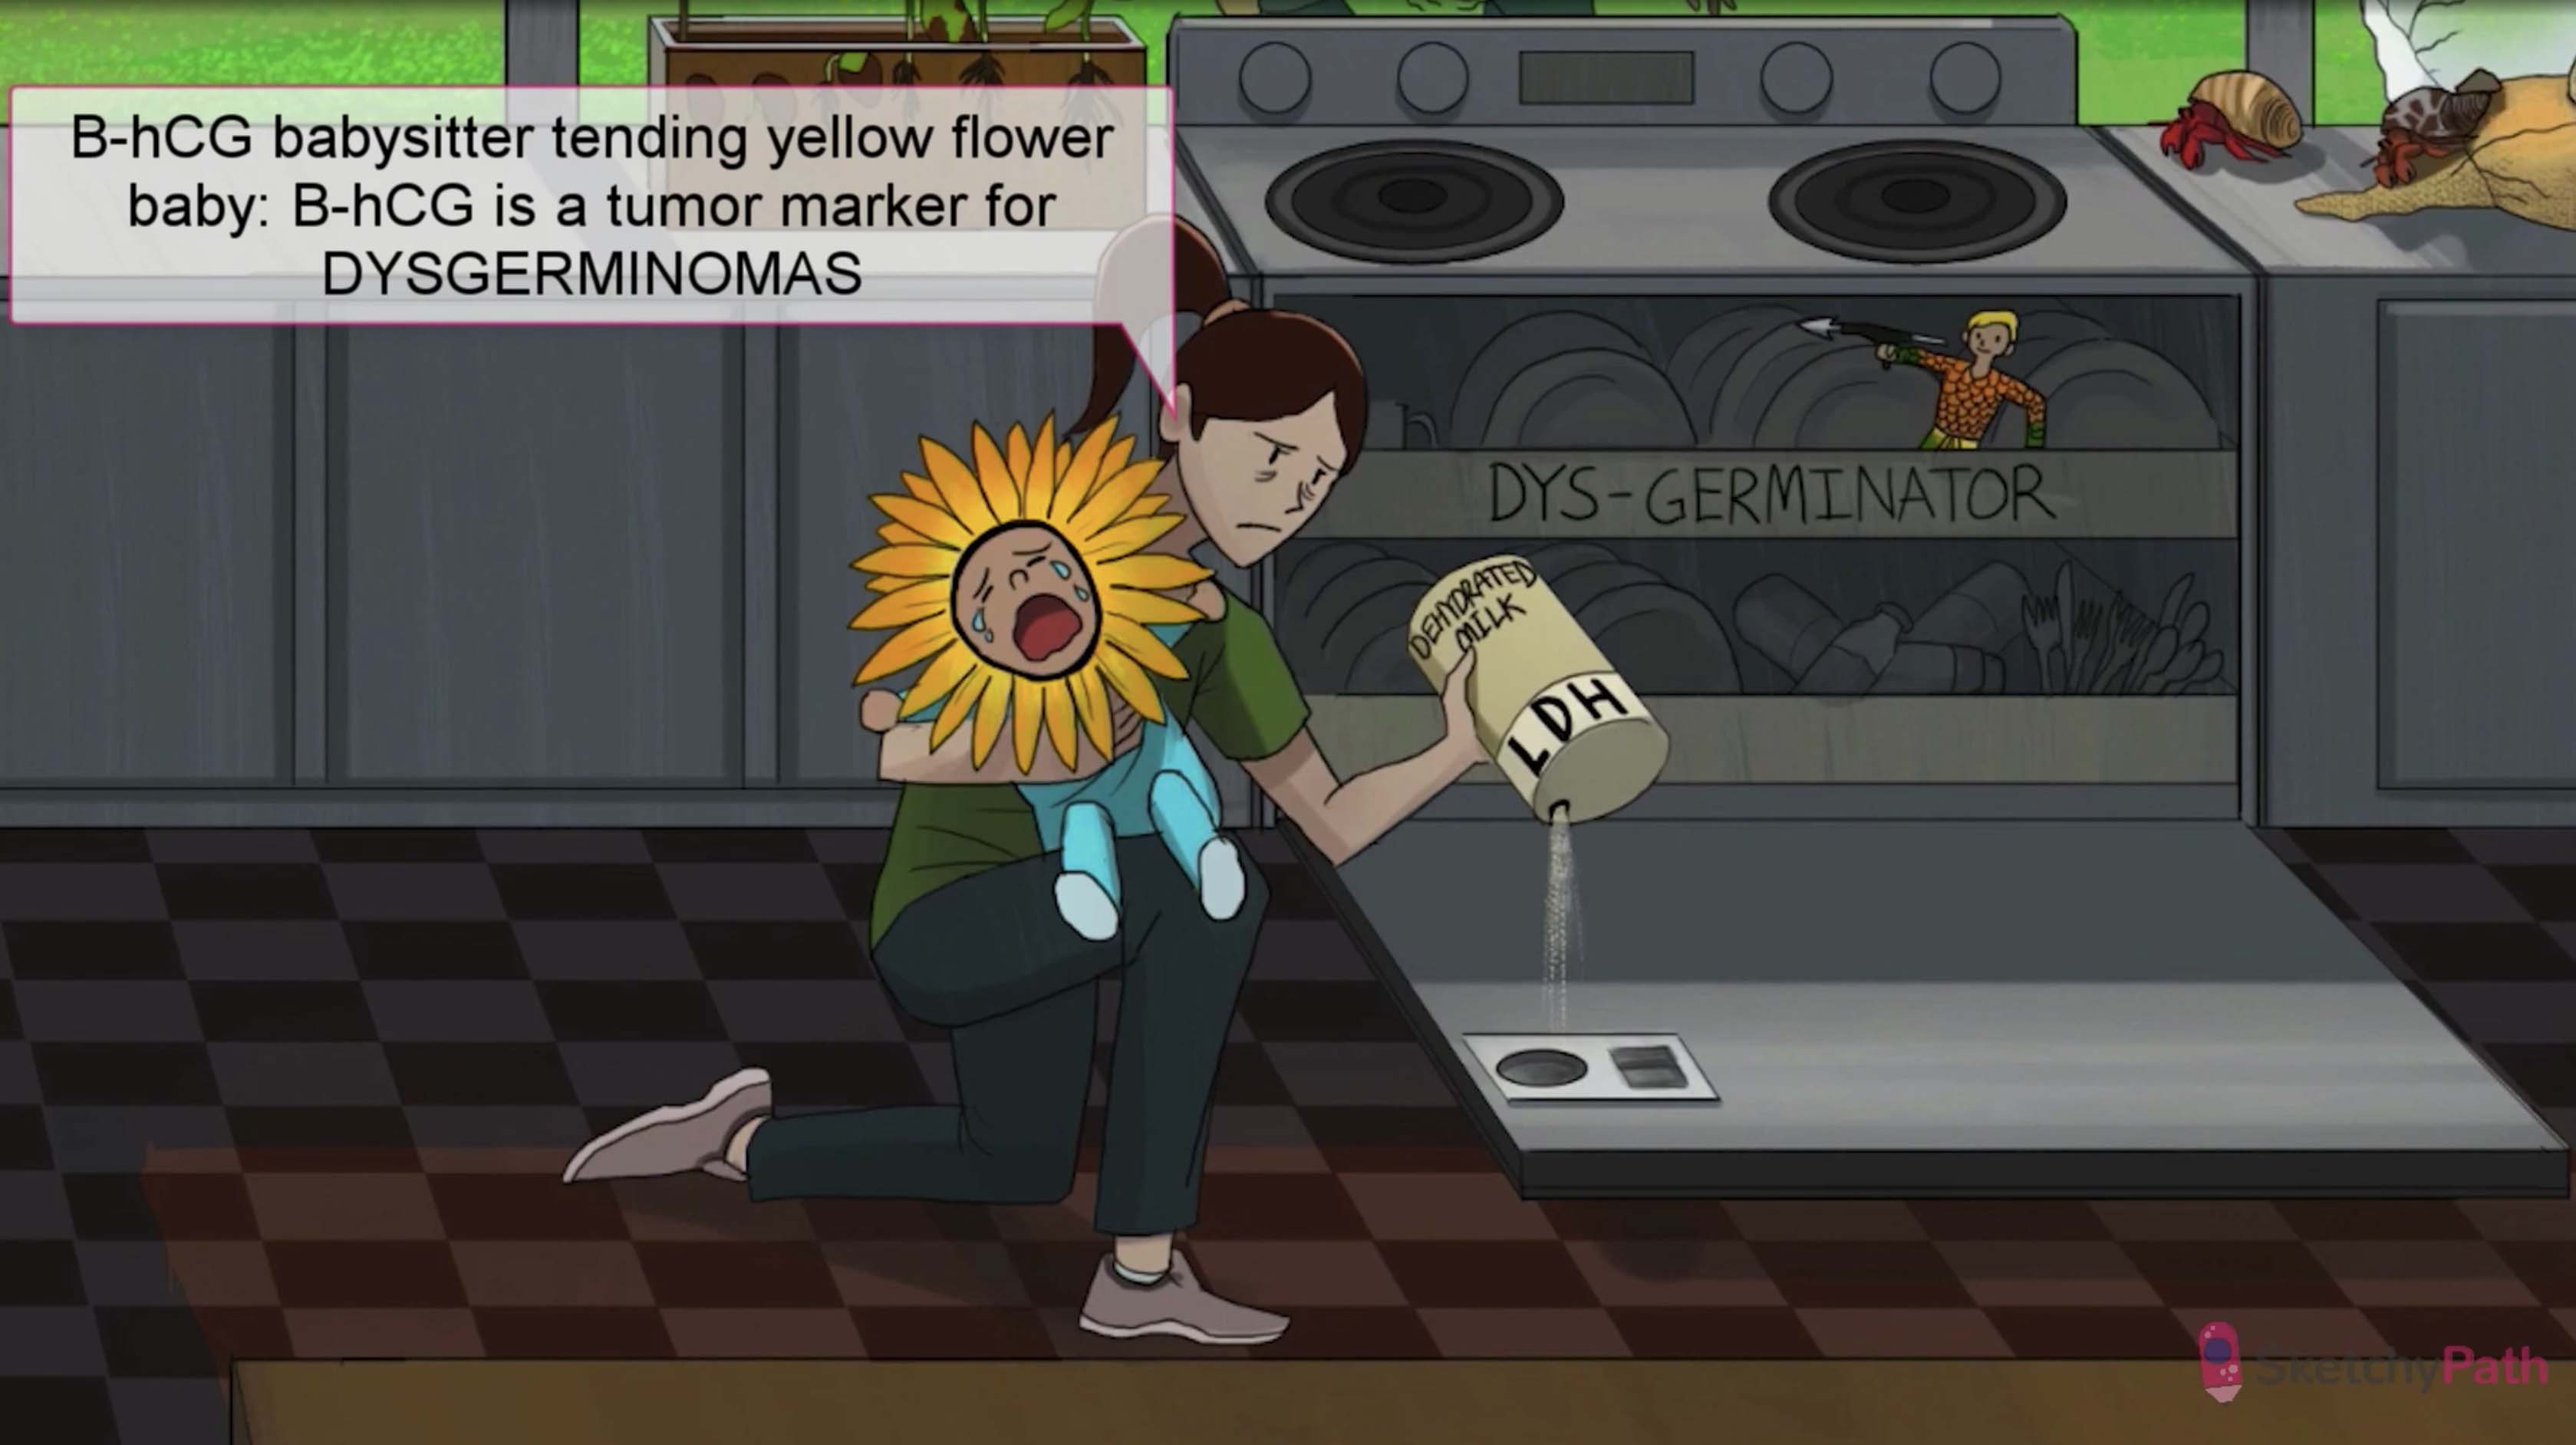 B-hCG babysitter tending yellow flower
baby: B-hCG is a tumor marker for
DYSGERMINOMAS
DYS-GERMINATOR
DEHYDRATED
MILK
LDH
SketchyPath